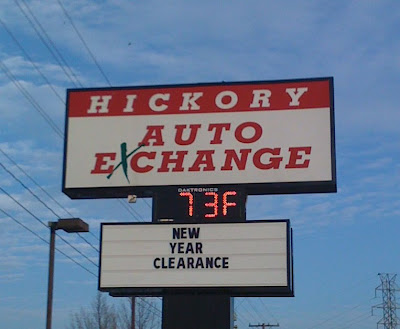 HICKORY
AUTO
EXCHANGE
DAKTRONICS
73F
NEW
YEAR
CLEARANCE